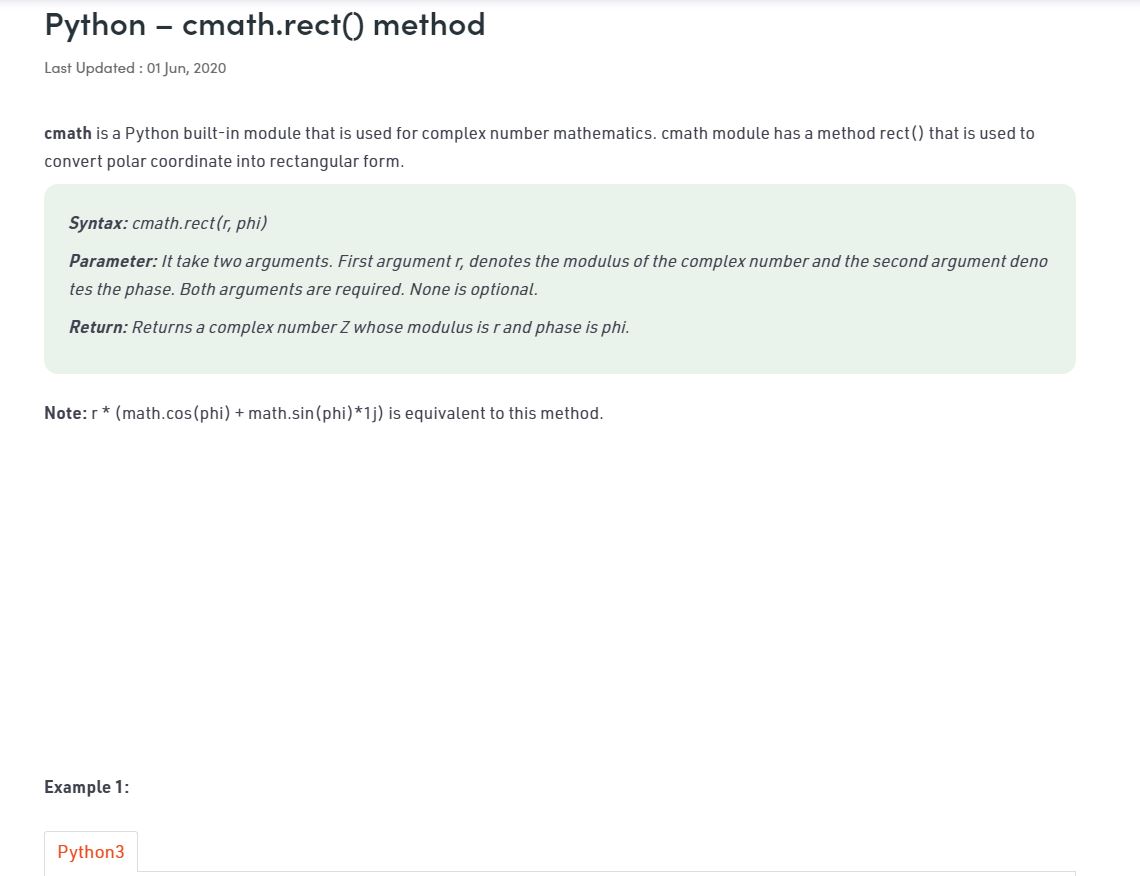 Python – cmath.rect() method
Last Updated : 01 Jun, 2020
cmath is a Python built-in module that is used for complex number mathematics. cmath module has a method rect() that is used to
convert polar coordinate into rectangular form.
Syntax: cmath.rect(r, phi)
Parameter: It take two arguments. First argument r, denotes the modulus of the complex number and the second argument deno
tes the phase. Both arguments are required. None is optional.
Return: Returns a complex number Z whose modulus is r and phase is phi.
Note: r * (math.cos(phi) + math.sin(phi)*1j) is equivalent to this method.
Example 1:
Python3